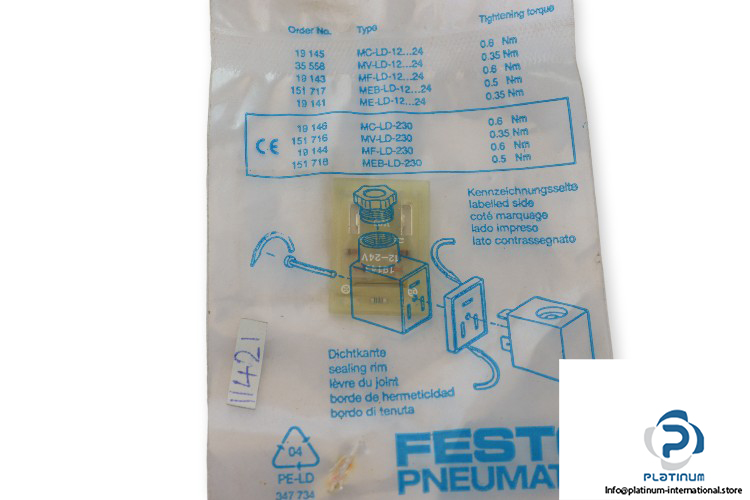 Order No. Type Tightening torque
19 145 MC-LD-12...24 0.6 Nm
35 558 MV-LD-12...24 0.35 Nm
19 143 MF-LD-12...24 0.6 Nm
151 717 MEB-LD-12...24 0.5 Nm
19 141 ME-LD-12...24 0.35 Nm
CE
19 146 MC-LD-230 0.6 Nm
151 716 MV-LD-230 0.35 Nm
19 144 MF-LD-230 0.6 Nm
151 718 MEB-LD-230 0.5 Nm
Kennzeichnungsseite
labelled side
coté marquage
lado impreso
lato contrassegnato
12-24V
Dichtkante
sealing rim
lèvre du joint
borde de hermeticidad
bordo di tenuta
11421
04
PE-LD
347 734
FESTO
PNEUMAT
PLATINUM
Info@platinum-international.store